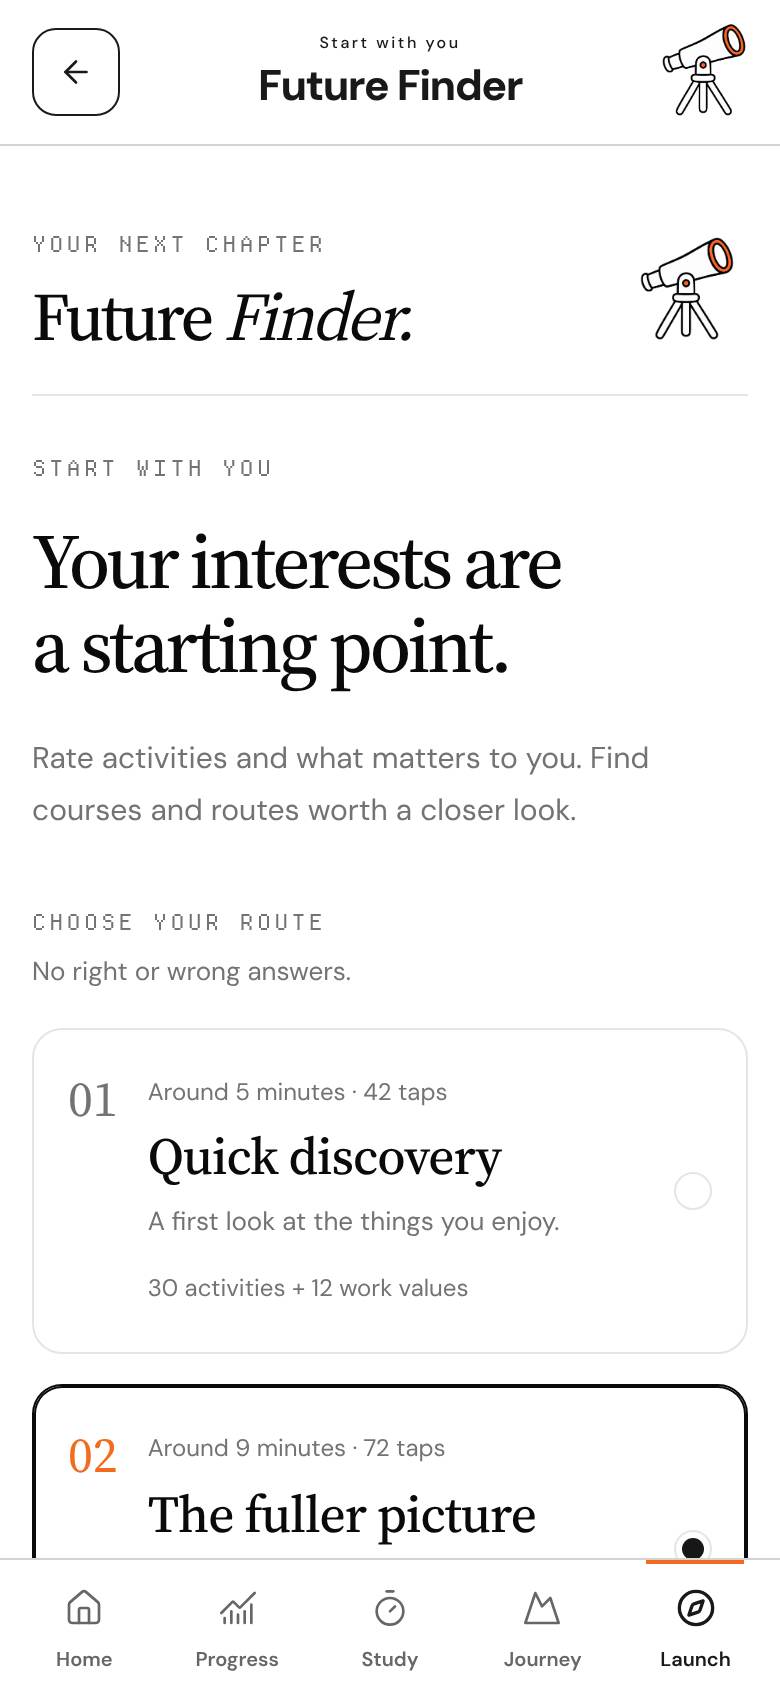 Start with you
Future Finder
YOUR NEXT CHAPTER
Future Finder.
START WITH YOU
Your interests are
a starting point.
Rate activities and what matters to you. Find
courses and routes worth a closer look.
CHOOSE YOUR ROUTE
No right or wrong answers.
01
Around 5 minutes · 42 taps
Quick discovery
A first look at the things you enjoy.
30 activities + 12 work values
02
Around 9 minutes · 72 taps
The fuller picture
Home
Progress
Study
Journey
Launch